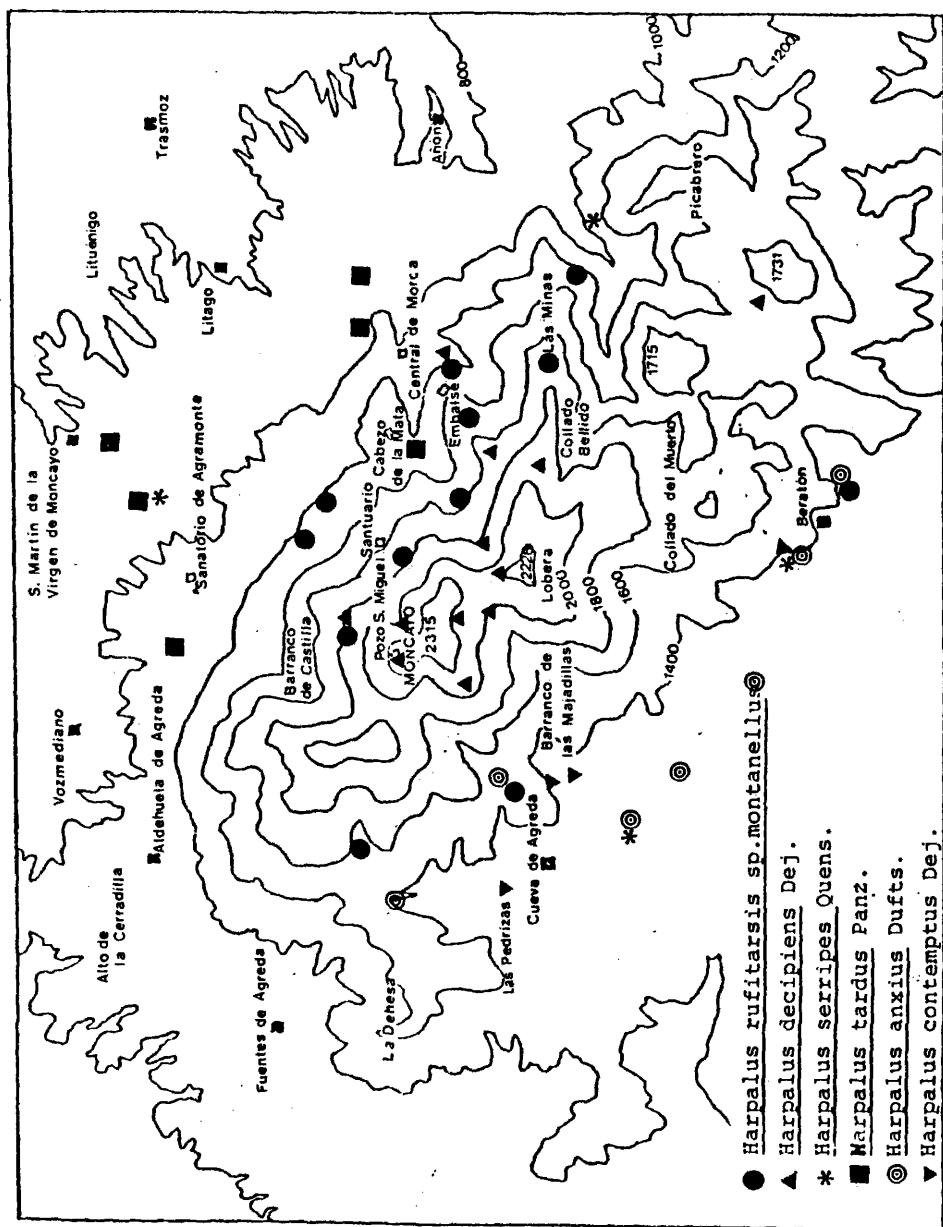 S. Martin de la
Virgen de Moncayo
Lituénigo
Trasmoz
Litago
Vozmediano
Alto de
la Cerradilla
Aldehuela de Agreda
Sanatorio de Agramonte
Fuentes de Agreda
Añon
800
1000
1200
Barranco
de Castilla
Santuario
Cabezo
de la Mata
Central de Morca
Embalse
Pozo S. Miguel
MONCAYO
2315
La Dehesa
Las Pedrizas
Cueva de Agreda
Barranco de
las Majadillas
Lobera
2000
1800
1600
1400
Collado
Bellido
Las Minas
Picabrero
1715
1731
Collado del Muerto
Beratón
Harpalus rufitarsis sp.montanellus
Harpalus decipiens Dej.
Harpalus serripes Quens.
Harpalus tardus Panz.
Harpalus anxius Dufts.
Harpalus contemptus Dej.